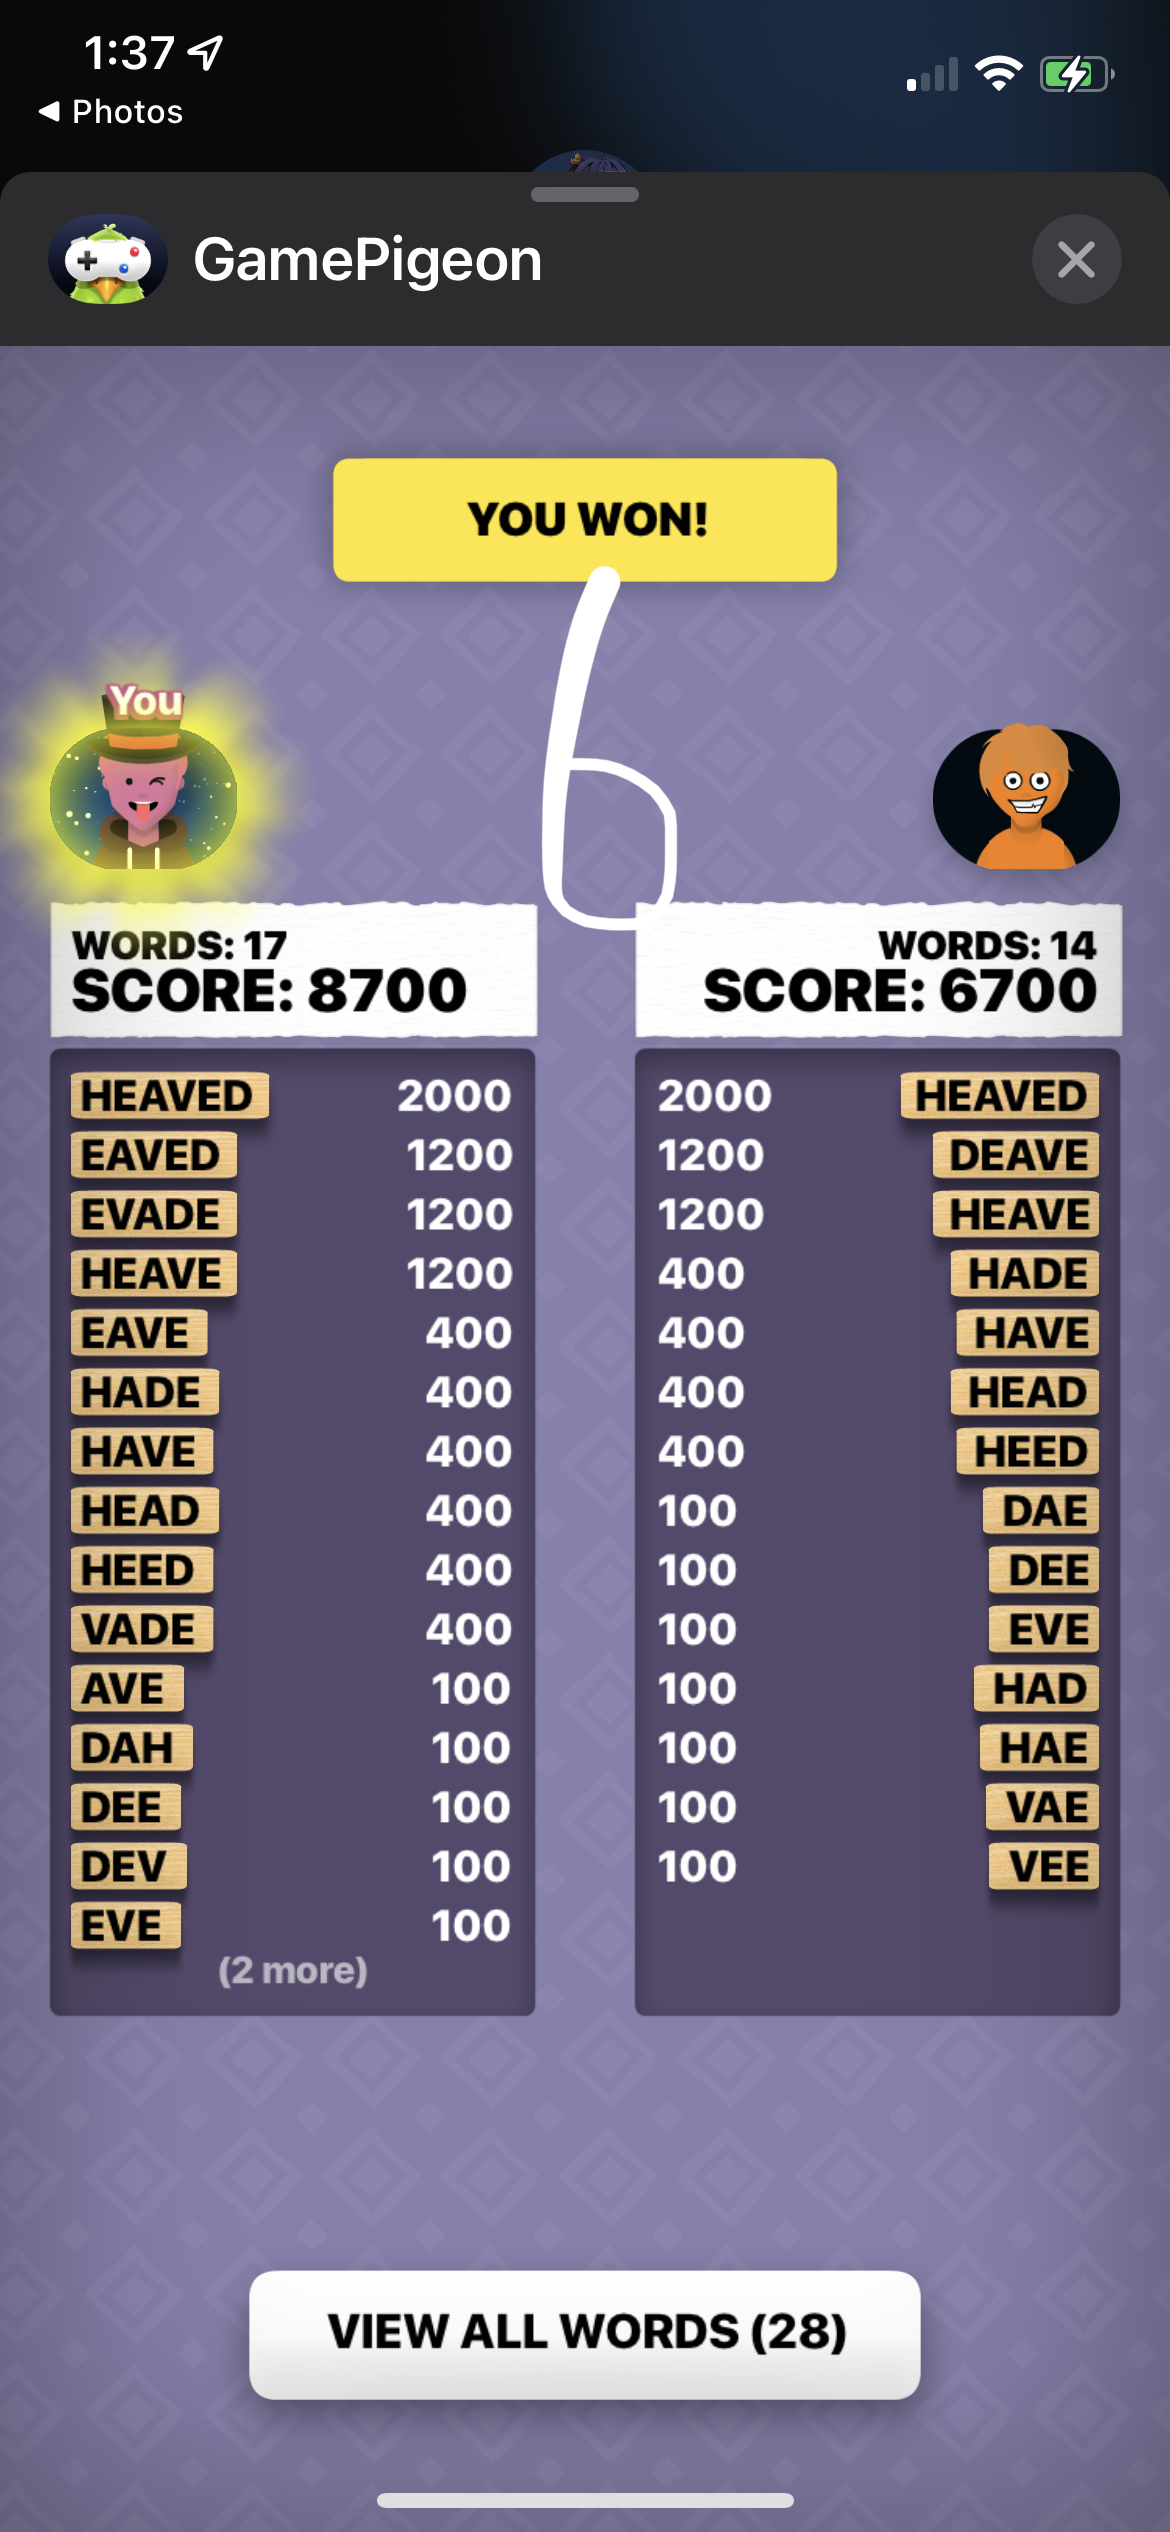 1:37
◀ Photos
GamePigeon
YOU WON!
6
You
WORDS: 17
SCORE: 8700
WORDS: 14
SCORE: 6700
HEAVED 2000
EAVED 1200
EVADE 1200
HEAVE 1200
EAVE 400
HADE 400
HAVE 400
HEAD 400
HEED 400
VADE 400
AVE 100
DAH 100
DEE 100
DEV 100
EVE 100
(2 more)
2000 HEAVED
1200 DEAVE
1200 HEAVE
400 HADE
400 HAVE
400 HEAD
400 HEED
100 DAE
100 DEE
100 EVE
100 HAD
100 HAE
100 VAE
100 VEE
VIEW ALL WORDS (28)